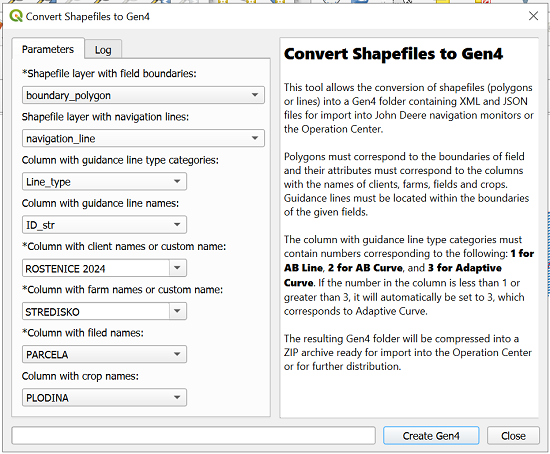 Convert Shapefiles to Gen4
Parameters
Log
*Shapefile layer with field boundaries:
boundary_polygon
Shapefile layer with navigation lines:
navigation_line
Column with guidance line type categories:
Line_type
Column with guidance line names:
ID_str
*Column with client names or custom name:
ROSTENICE 2024
*Column with farm names or custom name:
STREDISKO
*Column with filed names:
PARCELA
Column with crop names:
PLODINA
Convert Shapefiles to Gen4
This tool allows the conversion of shapefiles (polygons
or lines) into a Gen4 folder containing XML and JSON
files for import into John Deere navigation monitors or
the Operation Center.
Polygons must correspond to the boundaries of field
and their attributes must correspond to the columns
with the names of clients, farms, fields and crops.
Guidance lines must be located within the boundaries
of the given fields.
The column with guidance line type categories must
contain numbers corresponding to the following: 1 for
AB Line, 2 for AB Curve, and 3 for Adaptive
Curve. If the number in the column is less than 1 or
greater than 3, it will automatically be set to 3, which
corresponds to Adaptive Curve.
The resulting Gen4 folder will be compressed into a
ZIP archive ready for import into the Operation Center
or for further distribution.
Create Gen4
Close